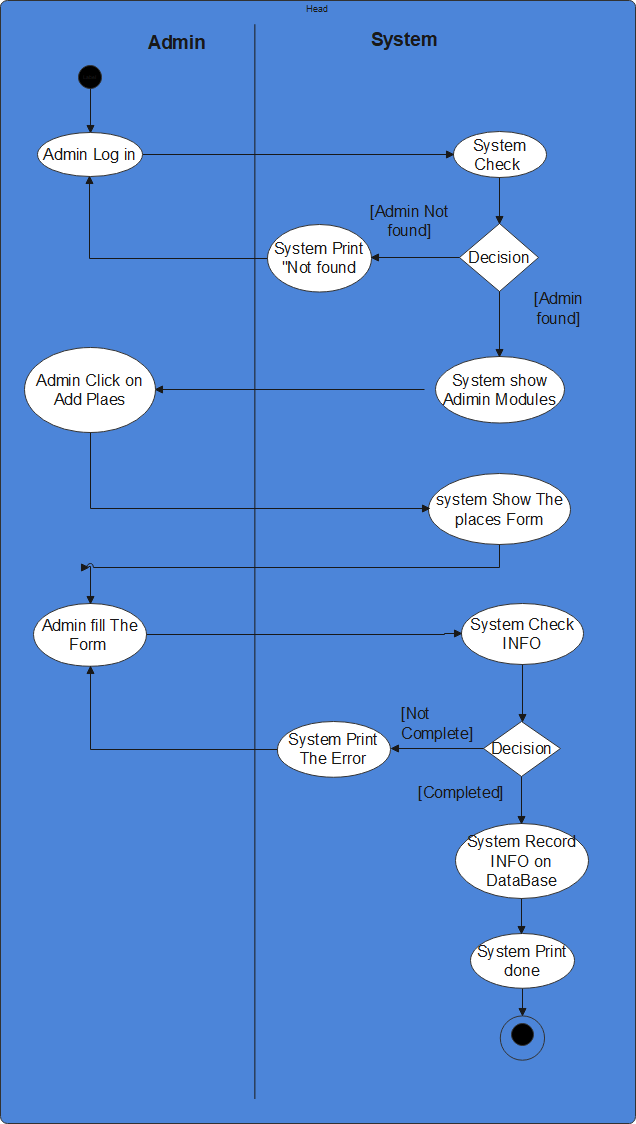 Head
Admin
System
Admin Log in
System
Check
[Admin Not
found]
System Print
"Not found
Decision
[Admin
found]
Admin Click on
Add Plaes
System show
Adimin Modules
system Show The
places Form
Admin fill The
Form
System Check
INFO
[Not
Complete]
System Print
The Error
Decision
[Completed]
System Record
INFO on
DataBase
System Print
done